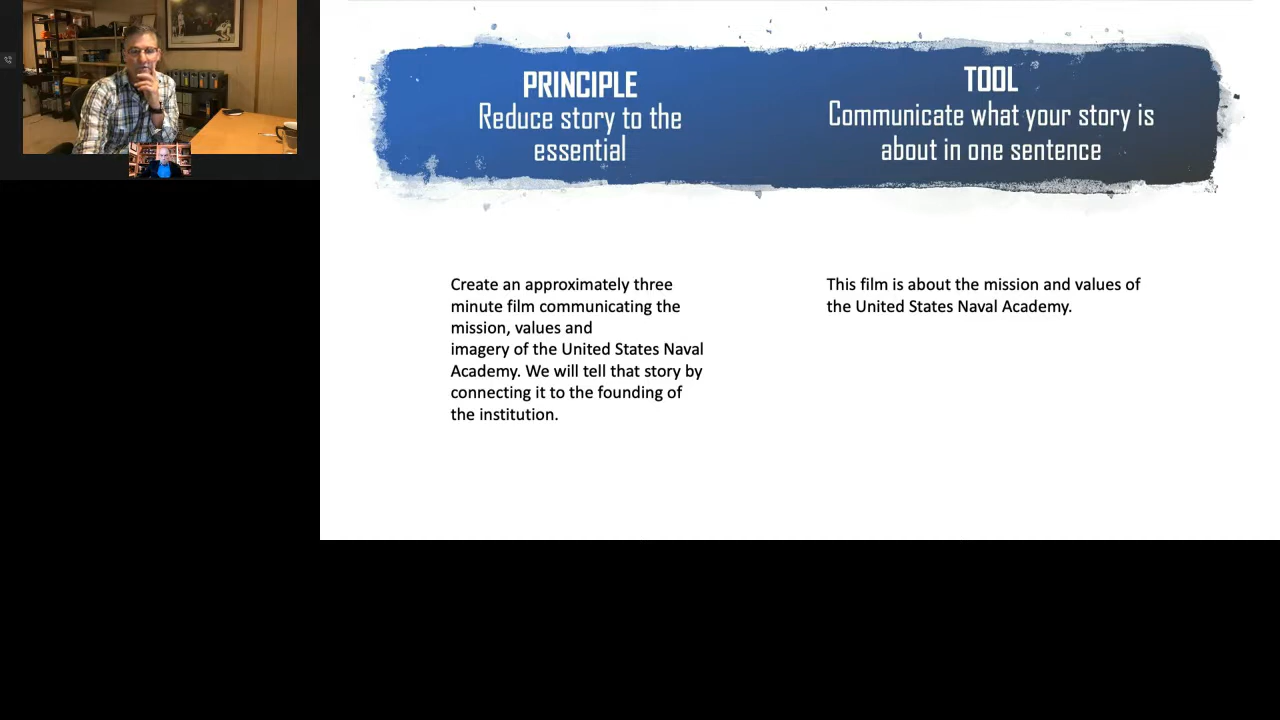 PRINCIPLE
Reduce story to the
essential
TOOL
Communicate what your story is
about in one sentence
Create an approximately three
minute film communicating the
mission, values and
imagery of the United States Naval
Academy. We will tell that story by
connecting it to the founding of
the institution.
This film is about the mission and values of
the United States Naval Academy.